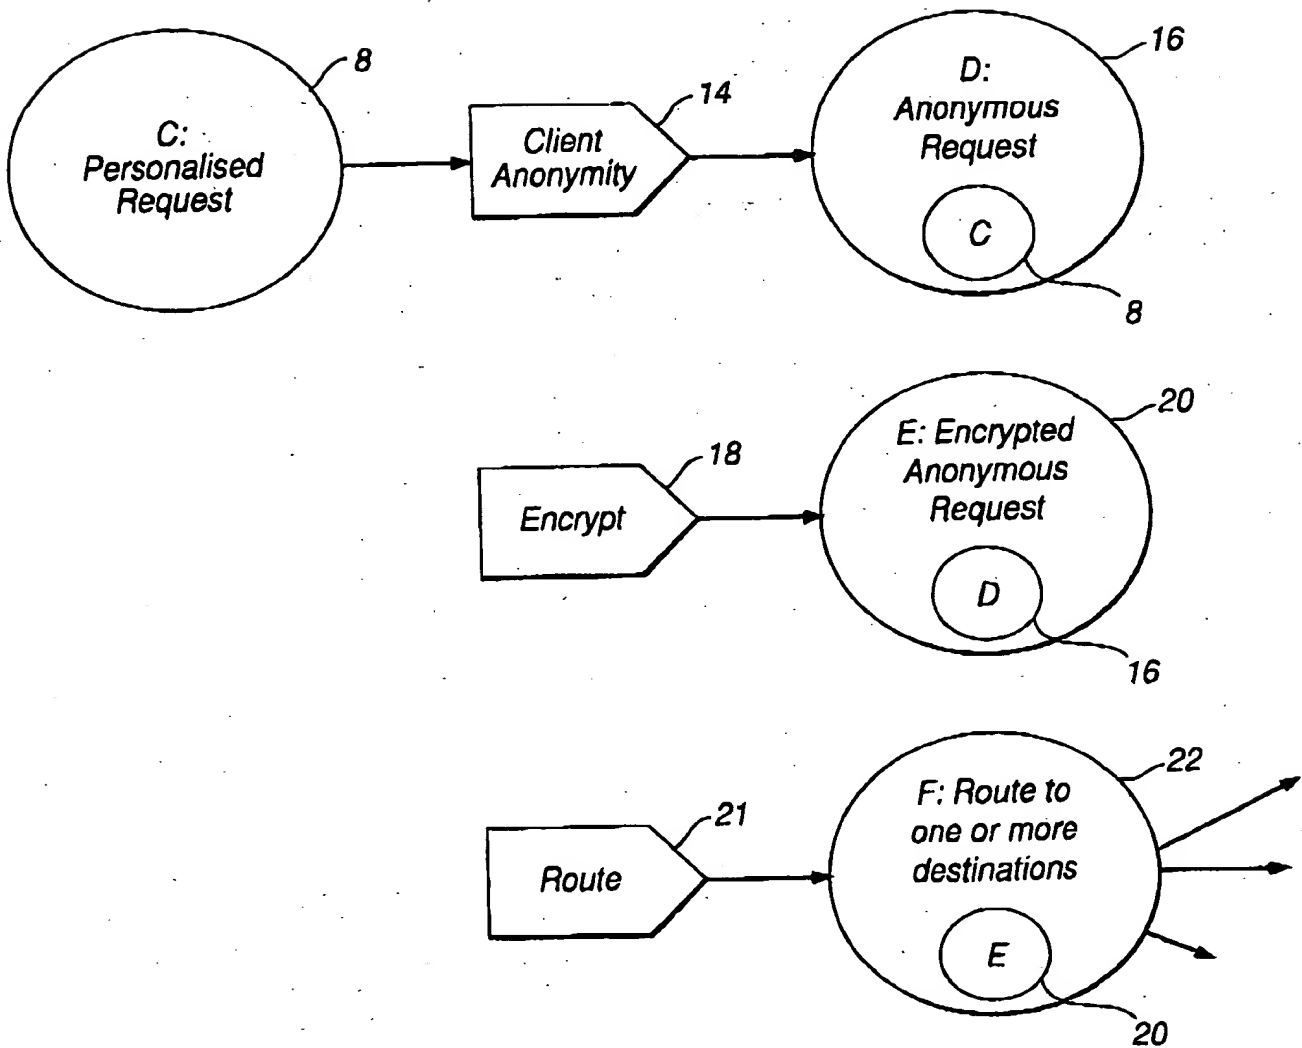 8
C:
Personalised
Request
14
Client
Anonymity
16
D:
Anonymous
Request
C
8
18
Encrypt
20
E: Encrypted
Anonymous
Request
D
16
21
Route
22
F: Route to
one or more
destinations
E
20